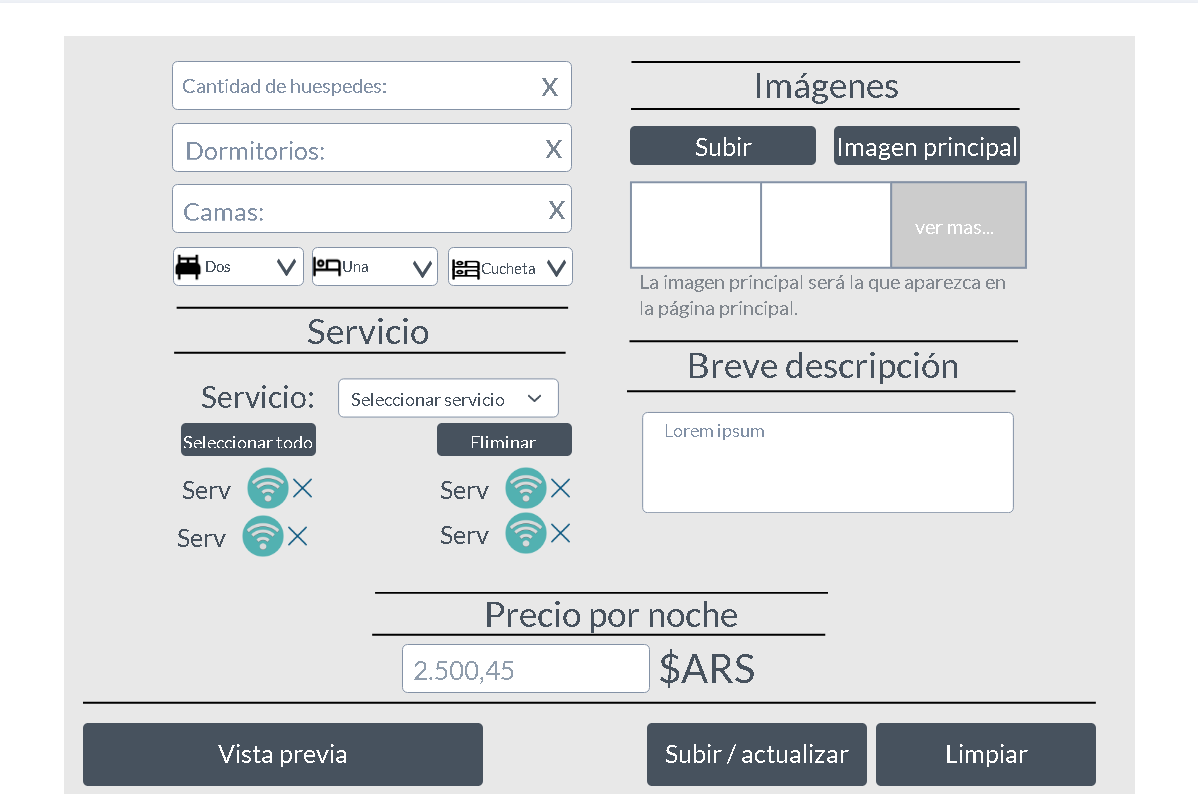 Cantidad de huespedes: X
Dormitorios: X
Camas: X
Dos
Una
Cucheta
Servicio
Servicio: Seleccionar servicio
Seleccionar todo
Eliminar
Serv
Serv
Serv
Serv
Imágenes
Subir
Imagen principal
ver mas...
La imagen principal será la que aparezca en
la página principal.
Breve descripción
Lorem ipsum
Precio por noche
2.500,45 $ARS
Vista previa
Subir / actualizar
Limpiar